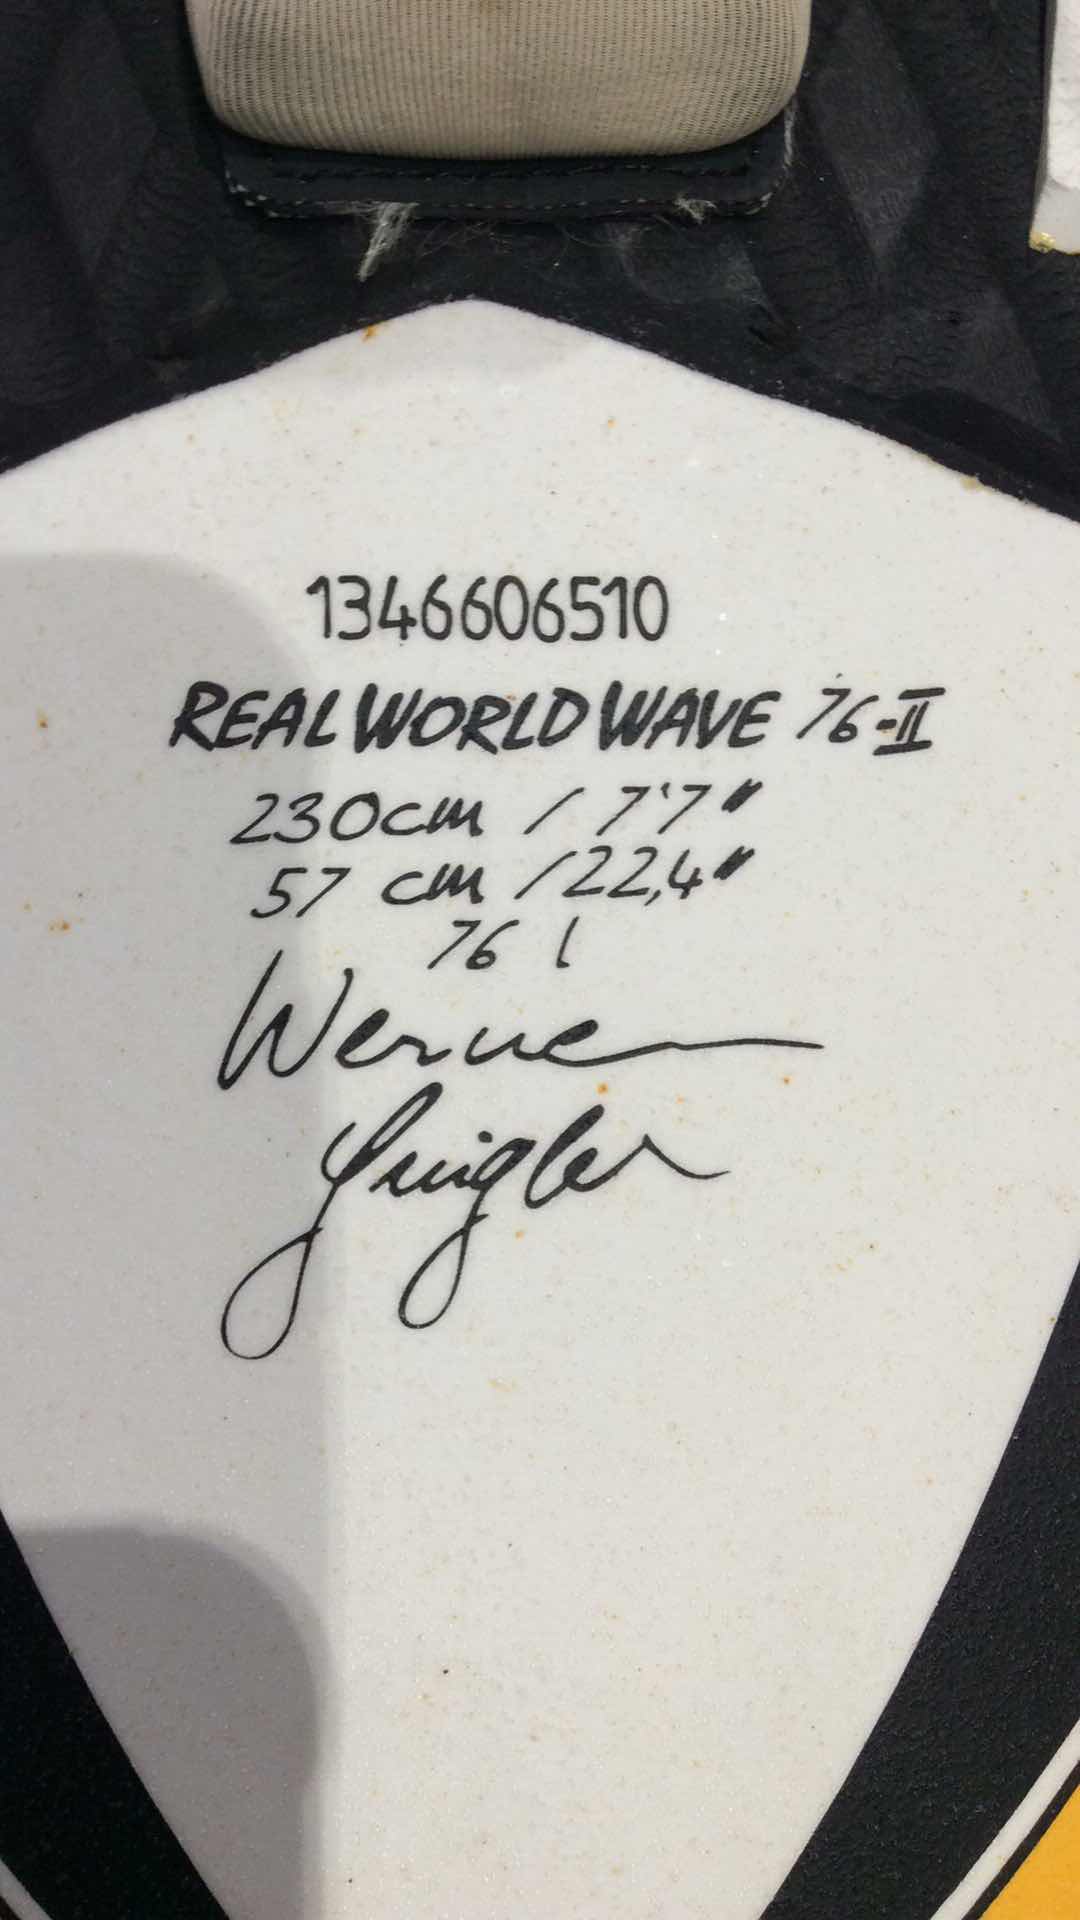 1346606510
REAL WORLD WAVE 76-II
230cm / 7'7"
57 cm / 22,4"
76 l
Werner
Gnigler